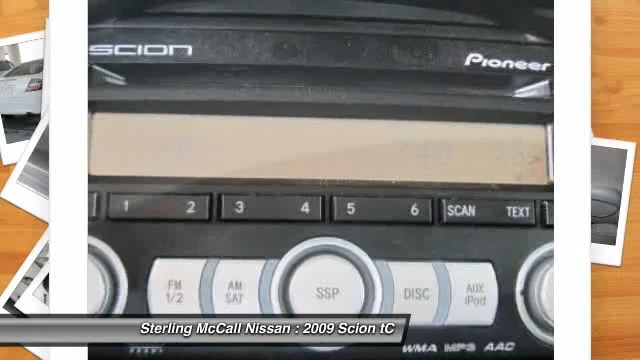 SCION Pioneer
1 2 3 4 5 6 SCAN TEXT
FM 1/2 AM SAT SSP DISC AUX iPod
Sterling McCall Nissan : 2009 Scion tC
READY WMA MP3 AAC